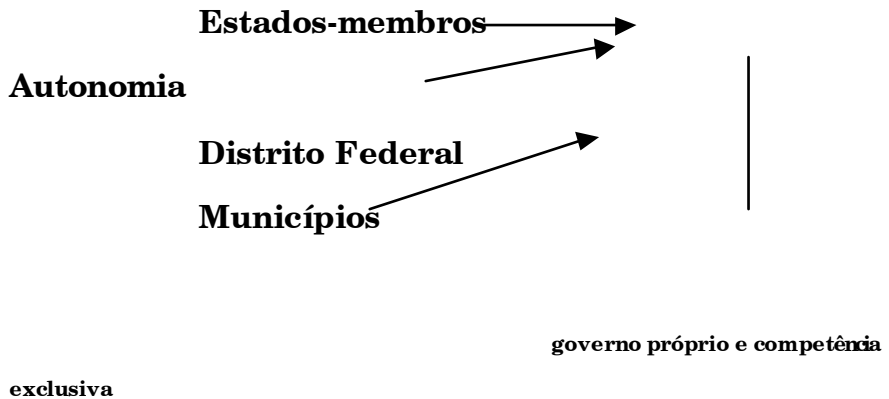 Estados-membros
Autonomia
Distrito Federal
Municípios
governo próprio e competência
exclusiva